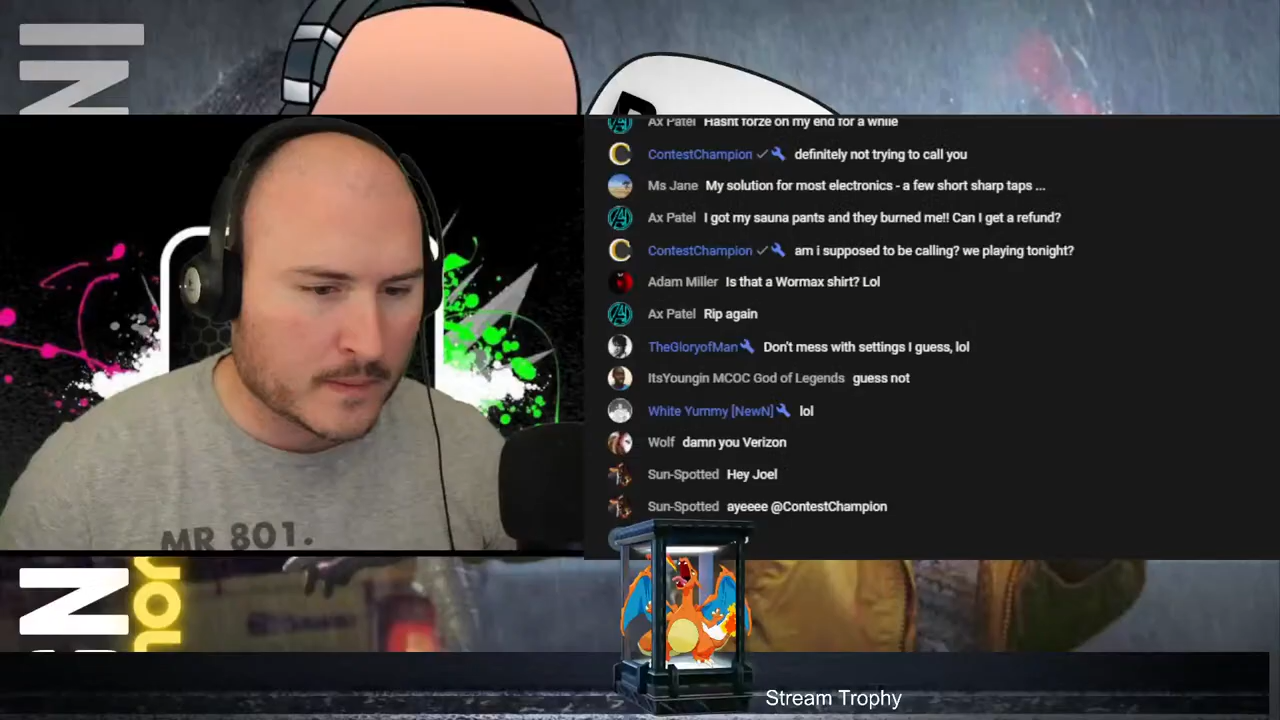 NI
Ax Patel Hasnt forze on my end for a while
ContestChampion definitely not trying to call you
Ms Jane My solution for most electronics - a few short sharp taps ...
Ax Patel I got my sauna pants and they burned me!! Can I get a refund?
ContestChampion am i supposed to be calling? we playing tonight?
Adam Miller Is that a Wormax shirt? Lol
Ax Patel Rip again
TheGloryofMan Don't mess with settings I guess, lol
ItsYoungin MCOC God of Legends guess not
White Yummy [NewN] lol
Wolf damn you Verizon
Sun-Spotted Hey Joel
Sun-Spotted ayeeee @ContestChampion
MR 801.
N
nor
Stream Trophy